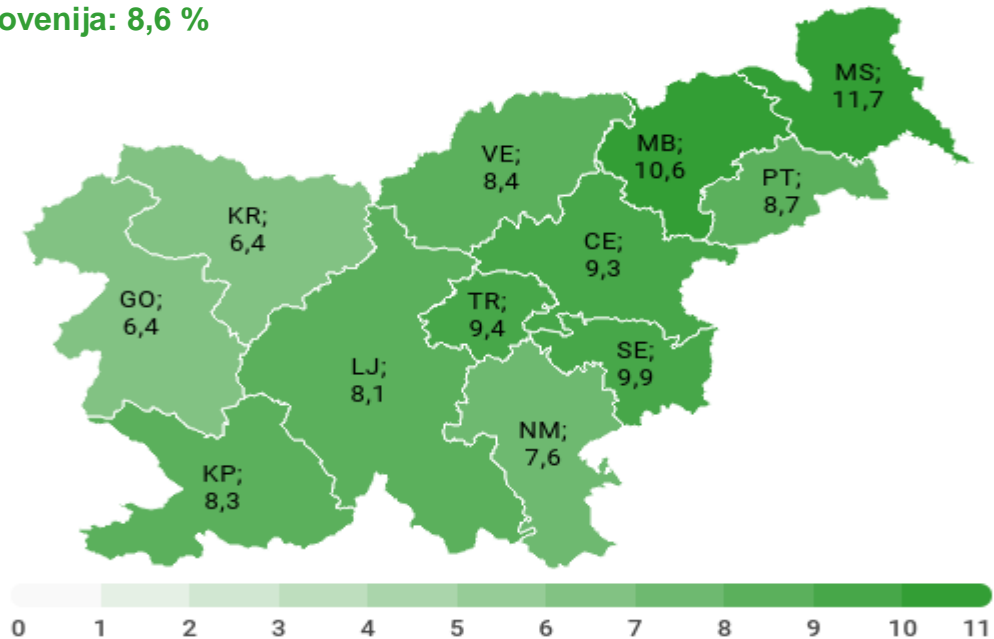 ovenija: 8,6 %
MS;
11,7
MB;
10,6
VE;
8,4
PT;
8,7
KR;
6,4
CE;
9,3
GO;
6,4
TR;
9,4
SE;
9,9
LJ;
8,1
NM;
7,6
KP;
8,3
0 1 2 3 4 5 6 7 8 9 10 11